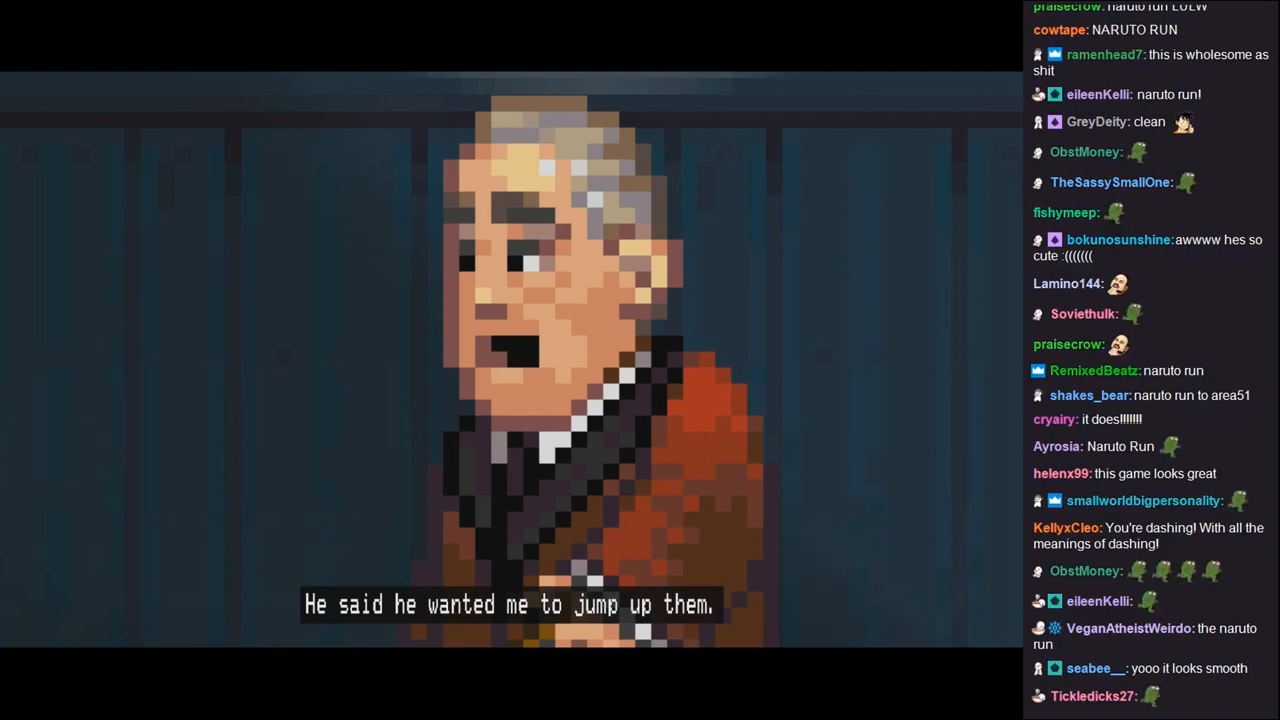 praisecrow: naruto run LULW
cowtape: NARUTO RUN
ramenhead7: this is wholesome as
shit
eileenKelli: naruto run!
GreyDeity: clean
ObstMoney:
TheSassySmallOne:
fishymeep:
bokunosunshine: awwww hes so
cute :(((((((
Lamino144:
Soviethulk:
praisecrow:
RemixedBeatz: naruto run
shakes_bear: naruto run to area51
cryairy: it does!!!!!!!
Ayrosia: Naruto Run
helenx99: this game looks great
smallworldbigpersonality:
KellyxCleo: You're dashing! With all the
meanings of dashing!
ObstMoney:
eileenKelli:
VeganAtheistWeirdo: the naruto
run
seabee__: yooo it looks smooth
Tickledicks27:
He said he wanted me to jump up them.